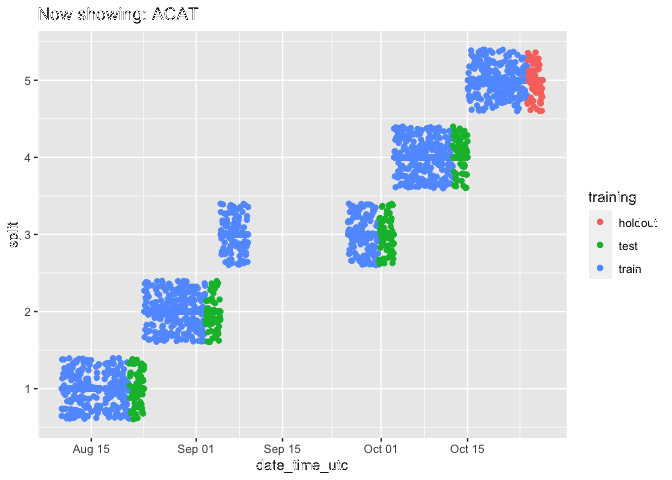 Now showing: ACAT
5
4
3
2
1
split
Aug 15
Sep 01
Sep 15
Oct 01
Oct 15
date_time_utc
training
holdout
test
train